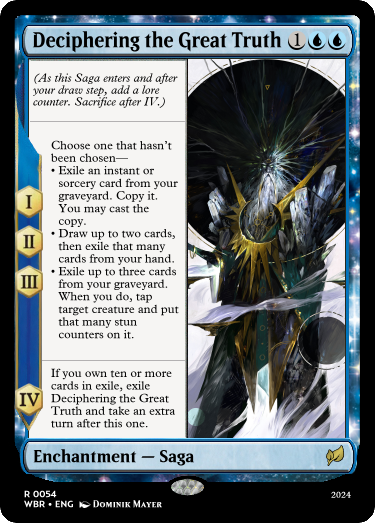 Deciphering the Great Truth 1
(As this Saga enters and after
your draw step, add a lore
counter. Sacrifice after IV.)
I
II
III
Choose one that hasn't
been chosen—
• Exile an instant or
sorcery card from your
graveyard. Copy it.
You may cast the
copy.
• Draw up to two cards,
then exile that many
cards from your hand.
• Exile up to three cards
from your graveyard.
When you do, tap
target creature and put
that many stun
counters on it.
IV
If you own ten or more
cards in exile, exile
Deciphering the Great
Truth and take an extra
turn after this one.
Enchantment — Saga
R 0054
WBR • ENG Dominik Mayer
2024